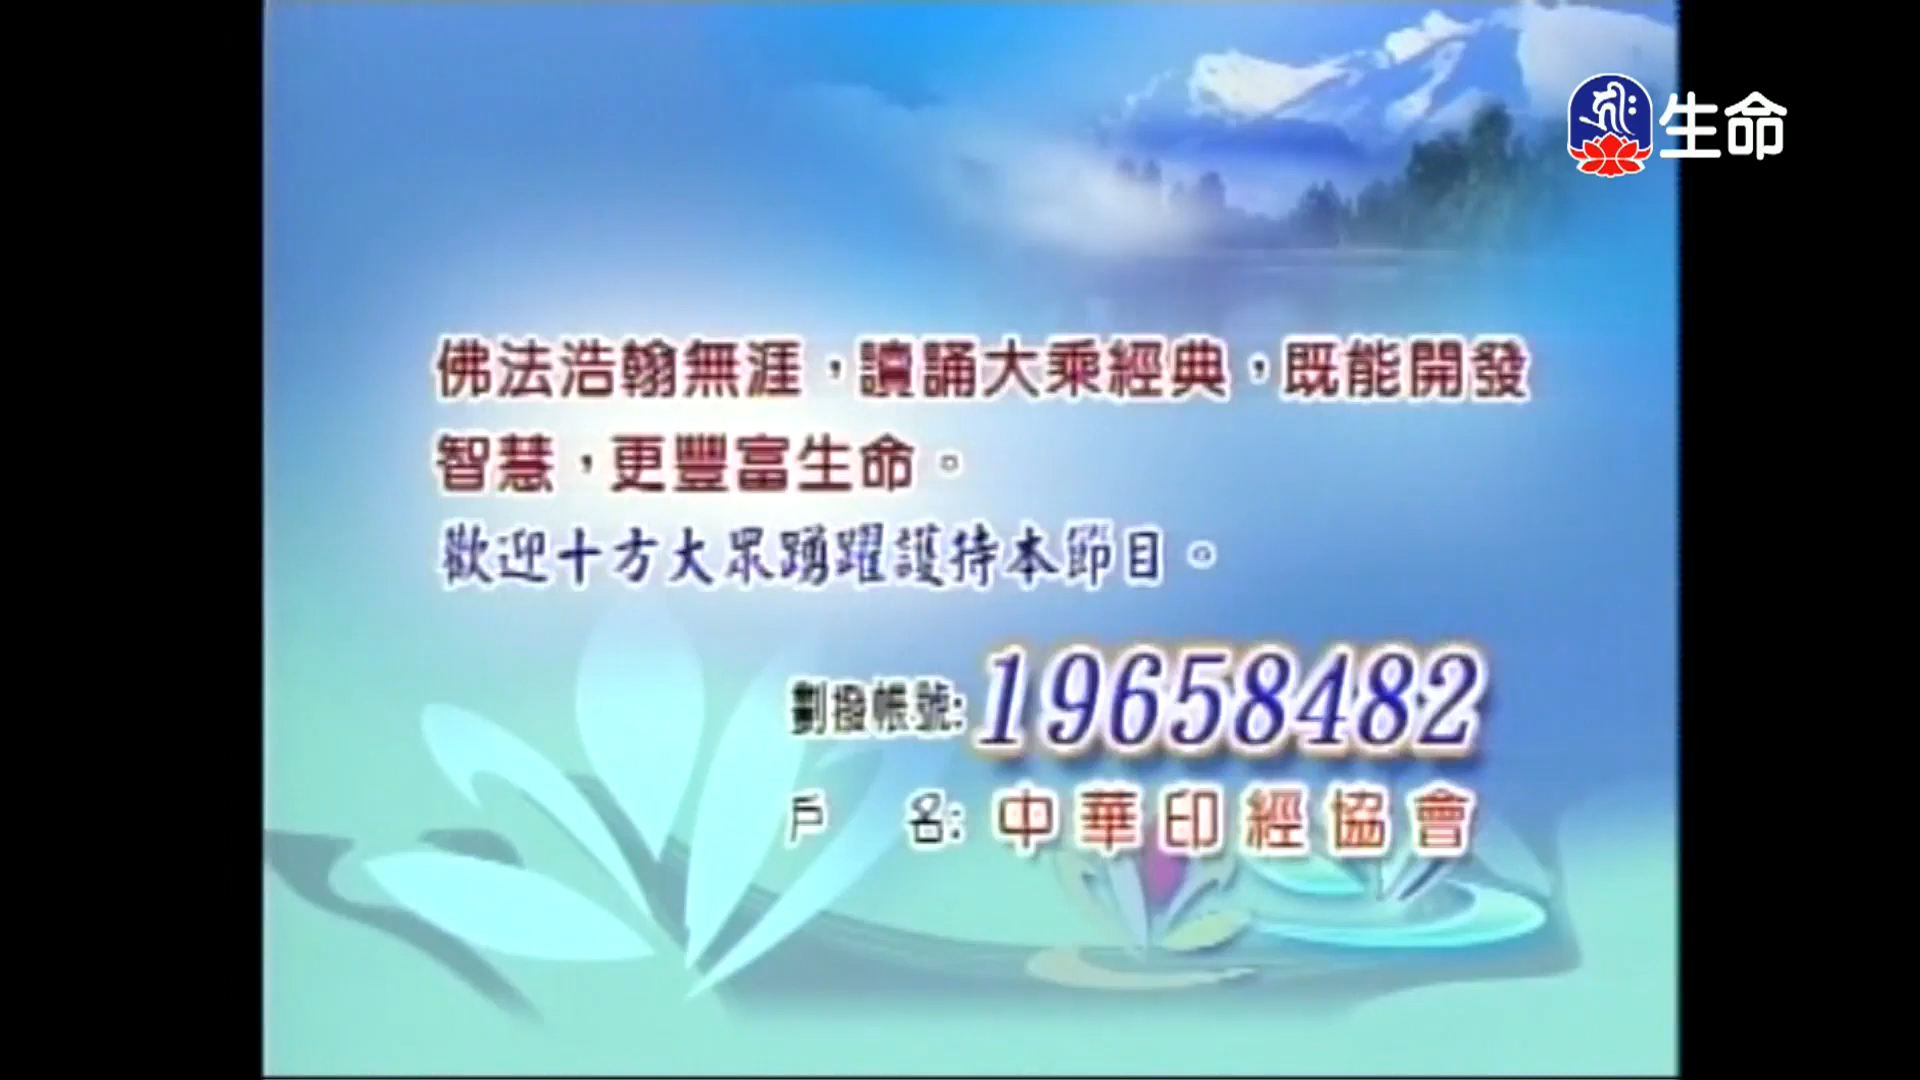 生命
佛法浩翰無涯，讀誦大乘經典，既能開發
智慧，更豐富生命。
歡迎十方大眾踴躍護持本節目。
劃撥帳號:19658482
戶名:中華印經協會